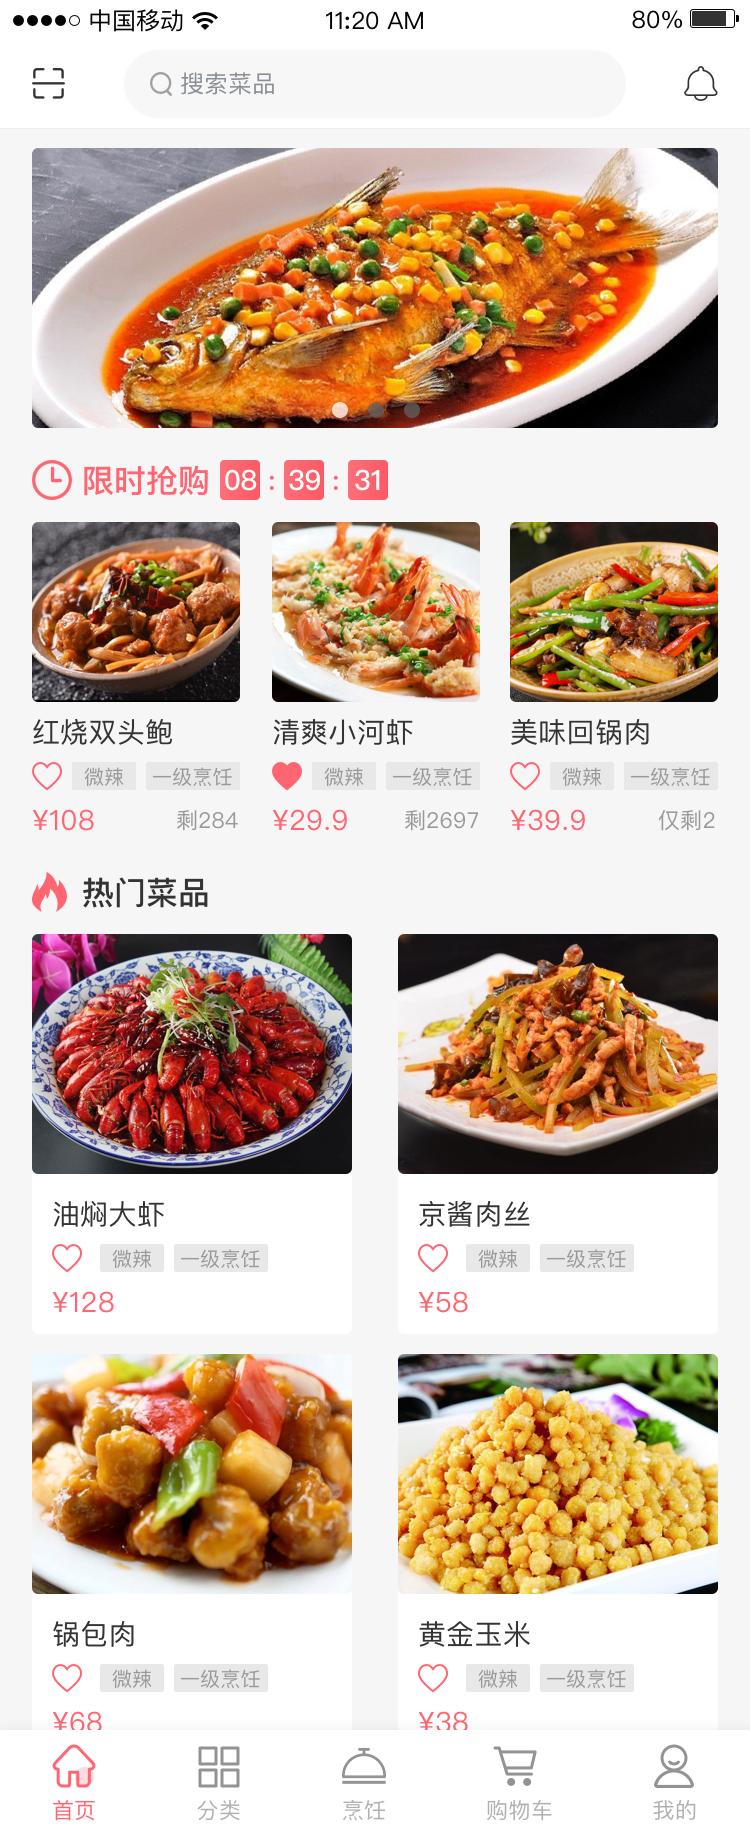 中国移动 11:20 AM 80%
搜索菜品
限时抢购 08 : 39 : 31
红烧双头鲍 清爽小河虾 美味回锅肉
微辣 一级烹饪 微辣 一级烹饪 微辣 一级烹饪
¥108 剩284 ¥29.9 剩2697 ¥39.9 仅剩2
热门菜品
油焖大虾 京酱肉丝
微辣 一级烹饪 微辣 一级烹饪
¥128 ¥58
锅包肉 黄金玉米
微辣 一级烹饪 微辣 一级烹饪
¥68 ¥38
首页 分类 烹饪 购物车 我的